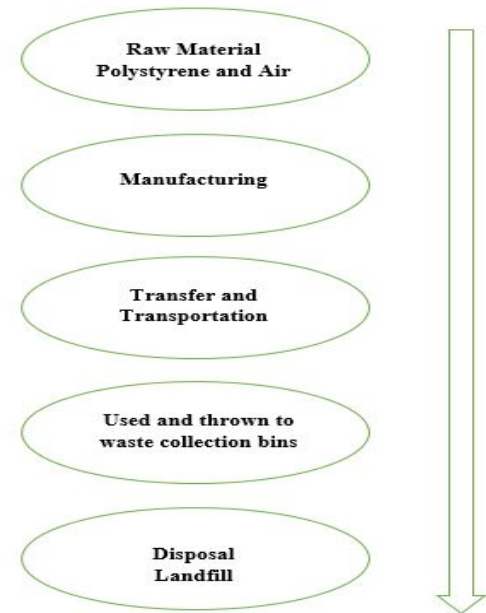 Raw Material
Polystyrene and Air
Manufacturing
Transfer and
Transportation
Used and thrown to
waste collection bins
Disposal
Landfill